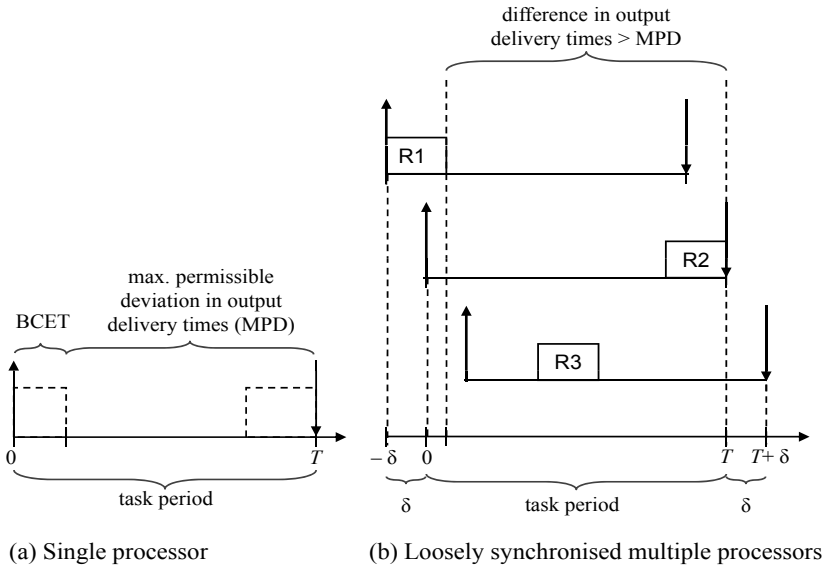 difference in output
delivery times > MPD
R1
R2
R3
max. permissible
deviation in output
delivery times (MPD)
BCET
0
T
task period
– δ
0
T
T + δ
δ
task period
δ
(a) Single processor
(b) Loosely synchronised multiple processors